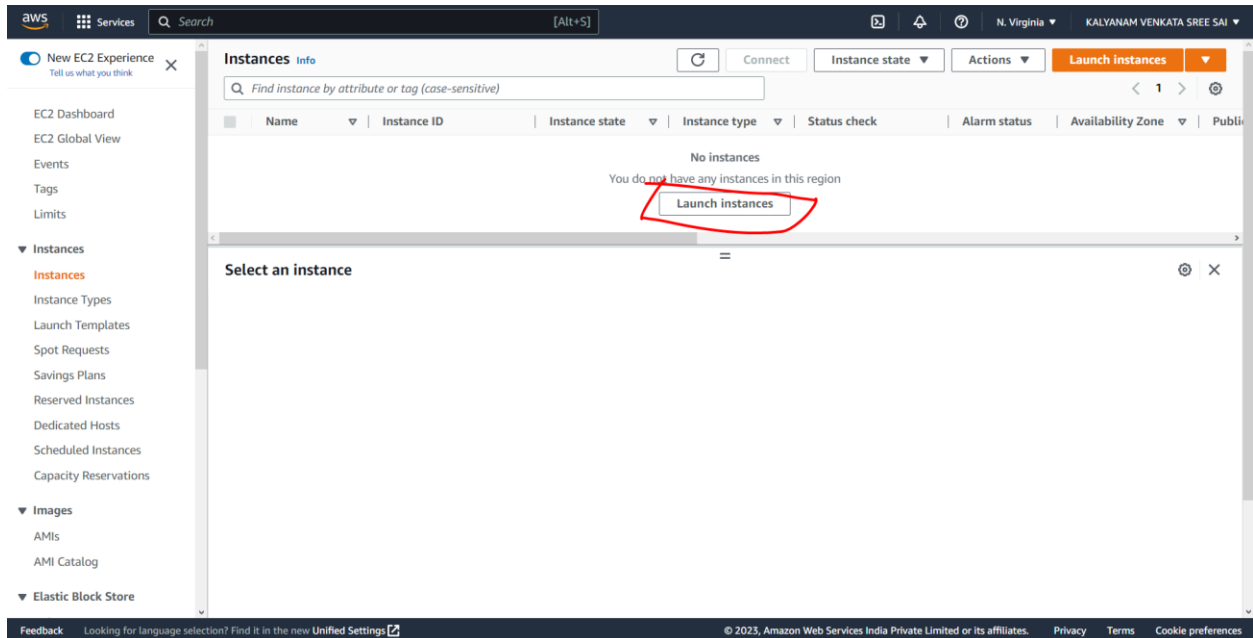 aws Services Search [Alt+S] N. Virginia KALYANAM VENKATA SREE SAI
New EC2 Experience
Tell us what you think
EC2 Dashboard
EC2 Global View
Events
Tags
Limits
Instances
Instances
Instance Types
Launch Templates
Spot Requests
Savings Plans
Reserved Instances
Dedicated Hosts
Scheduled Instances
Capacity Reservations
Images
AMIs
AMI Catalog
Elastic Block Store
Instances Info Connect Instance state Actions Launch instances
Find instance by attribute or tag (case-sensitive) 1
Name Instance ID Instance state Instance type Status check Alarm status Availability Zone Publi
No instances
You do not have any instances in this region
Launch instances
Select an instance
Feedback Looking for language selection? Find it in the new Unified Settings © 2023, Amazon Web Services India Private Limited or its affiliates. Privacy Terms Cookie preferences